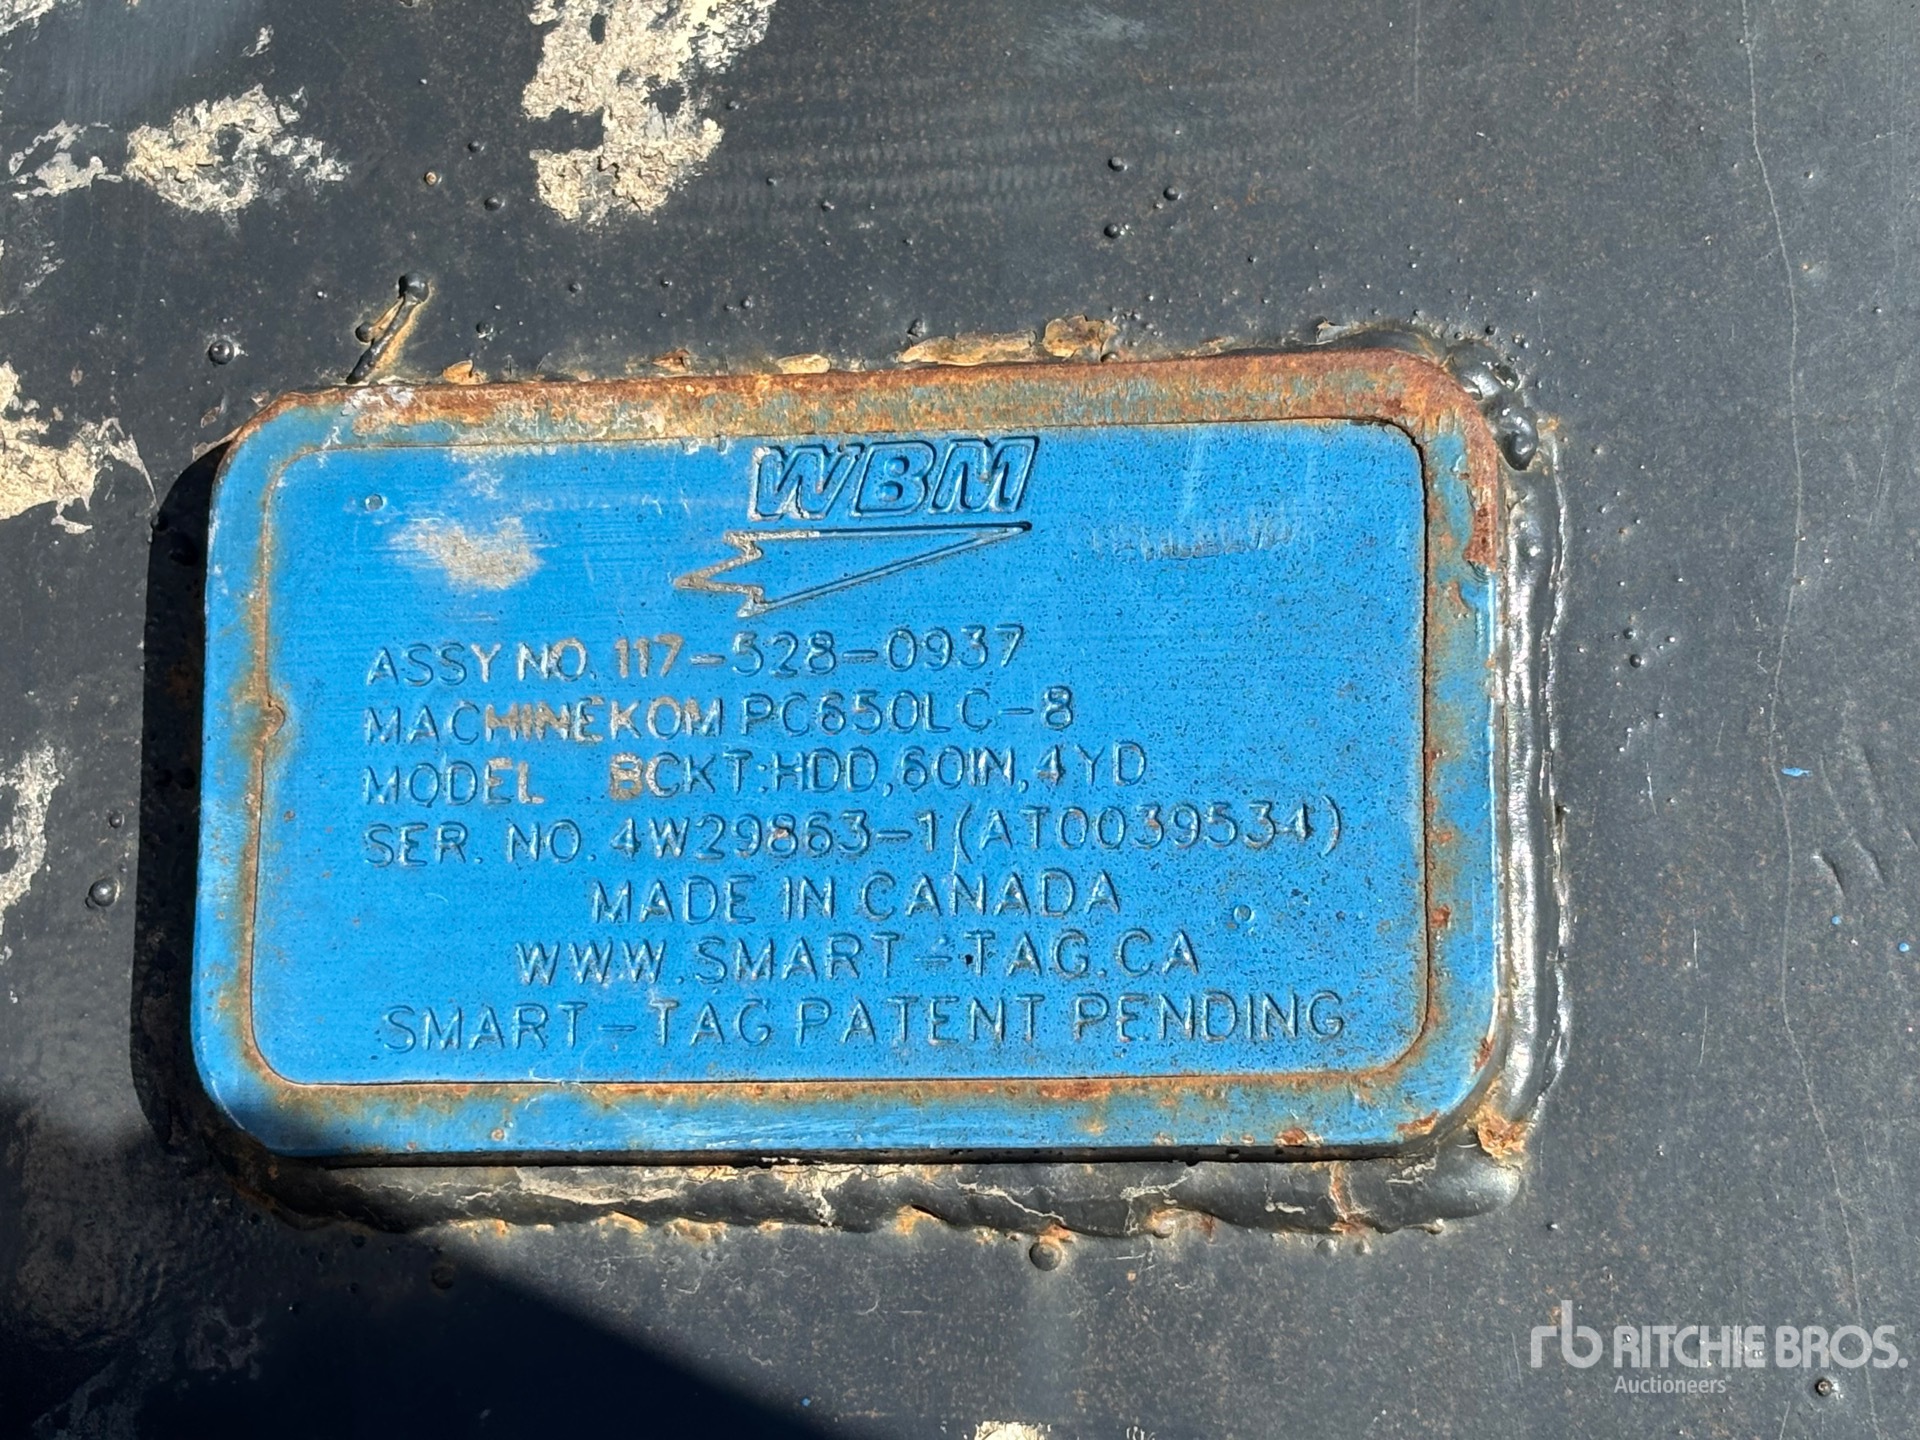 WBM
ASSY NO. 117-528-0937
MACHINEKOM PC650LC-8
MODEL BCKT:HDD,60IN,4YD
SER. NO. 4W29863-1(AT0039534)
MADE IN CANADA
WWW.SMART-TAG.CA
SMART-TAG PATENT PENDING
rb RITCHIE BROS.
Auctioneers